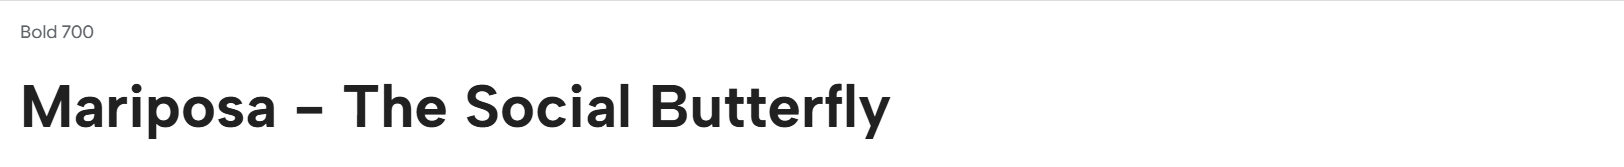 Bold 700
Mariposa – The Social Butterfly